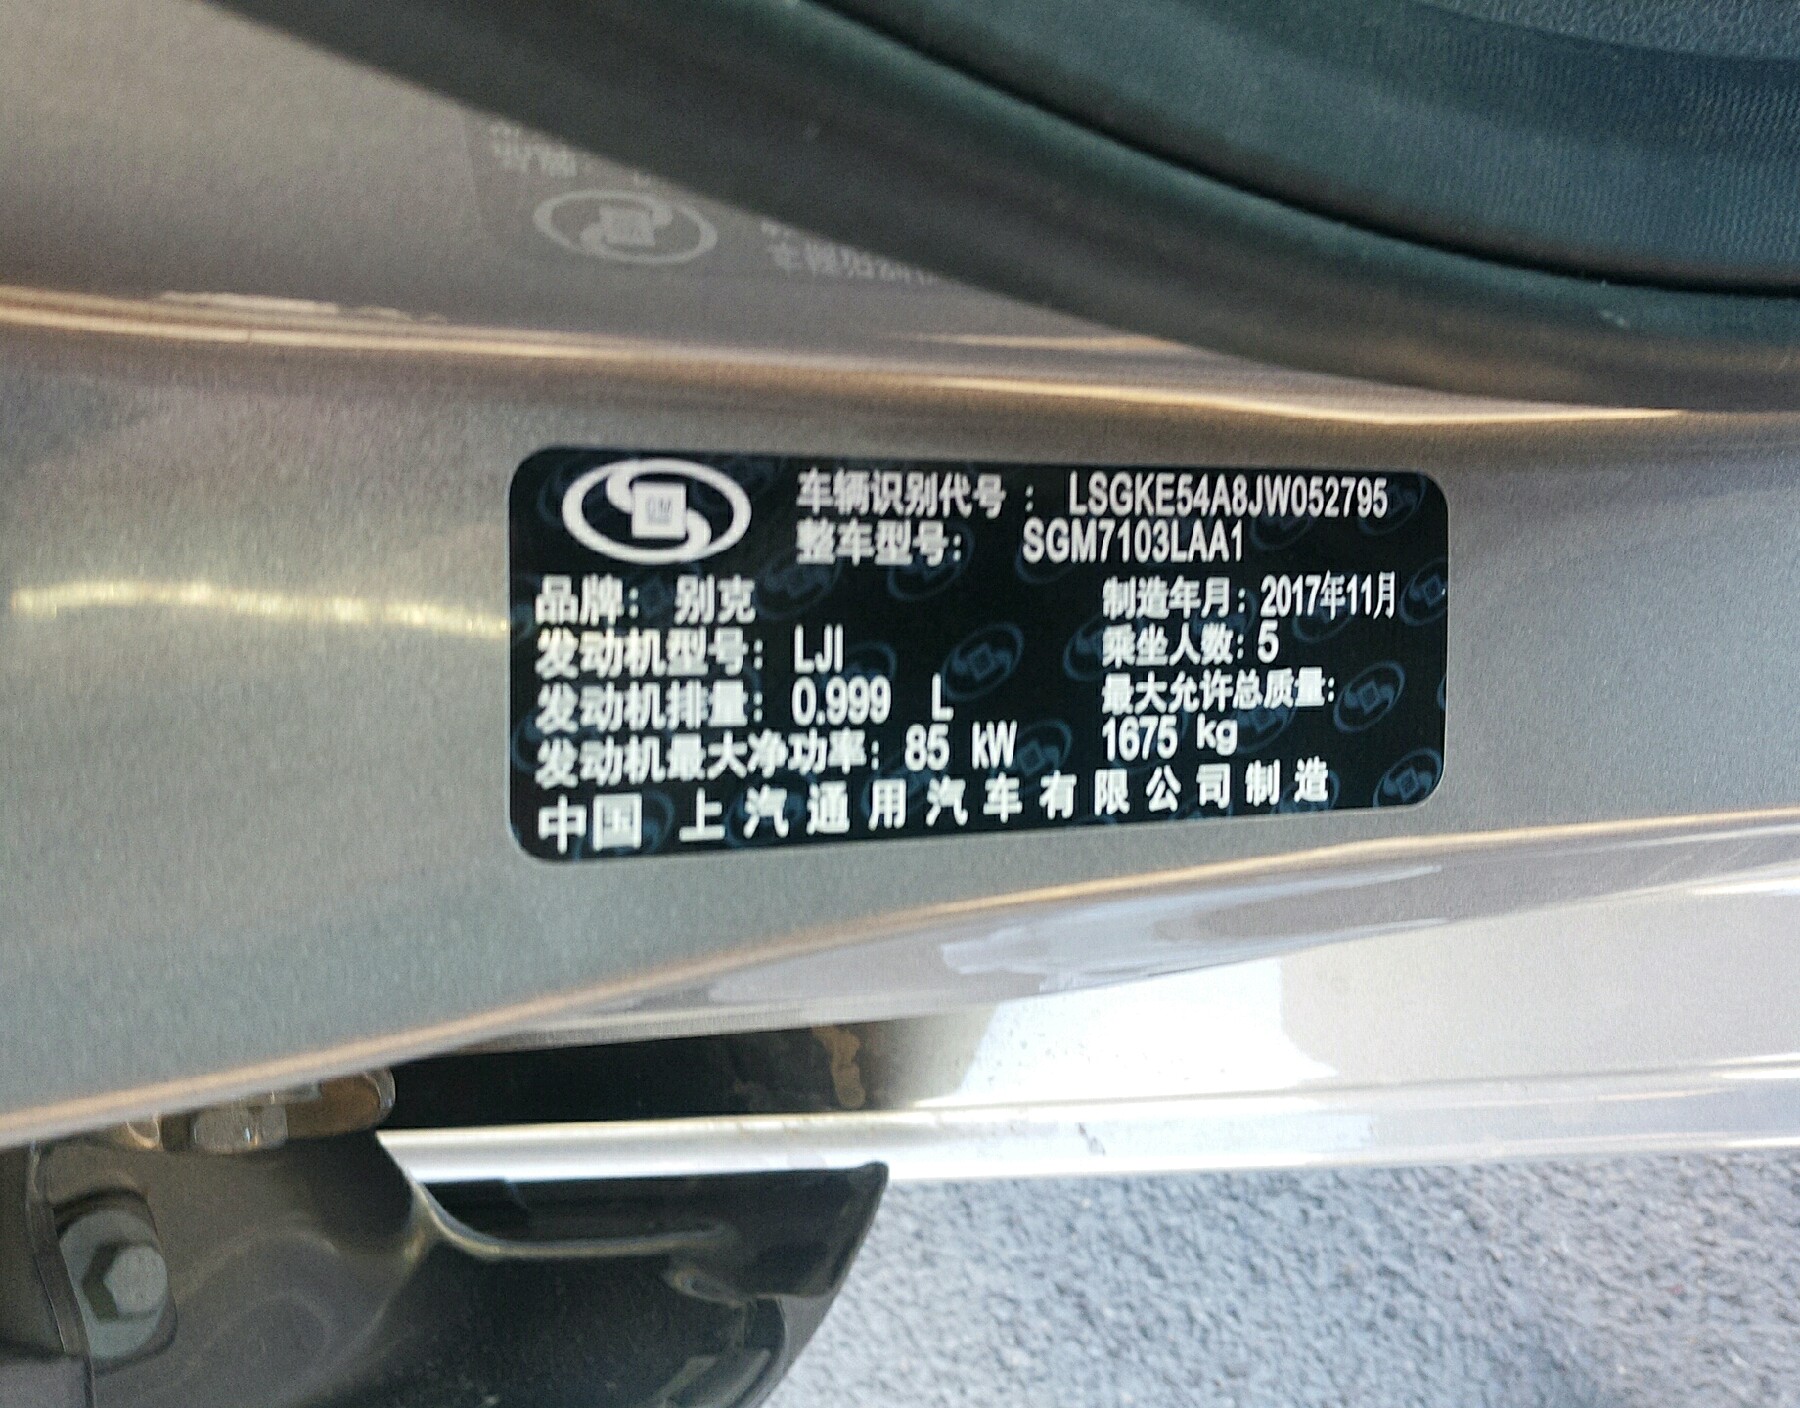 GM
车辆识别代号： LSGKE54A8JW052795
整车型号： SGM7103LAA1
品牌： 别克
制造年月：2017年11月
发动机型号： LJI
乘坐人数：5
发动机排量： 0.999 L
最大允许总质量：
发动机最大净功率： 85 kW
1675 kg
中国 上汽通用汽车有限公司制造